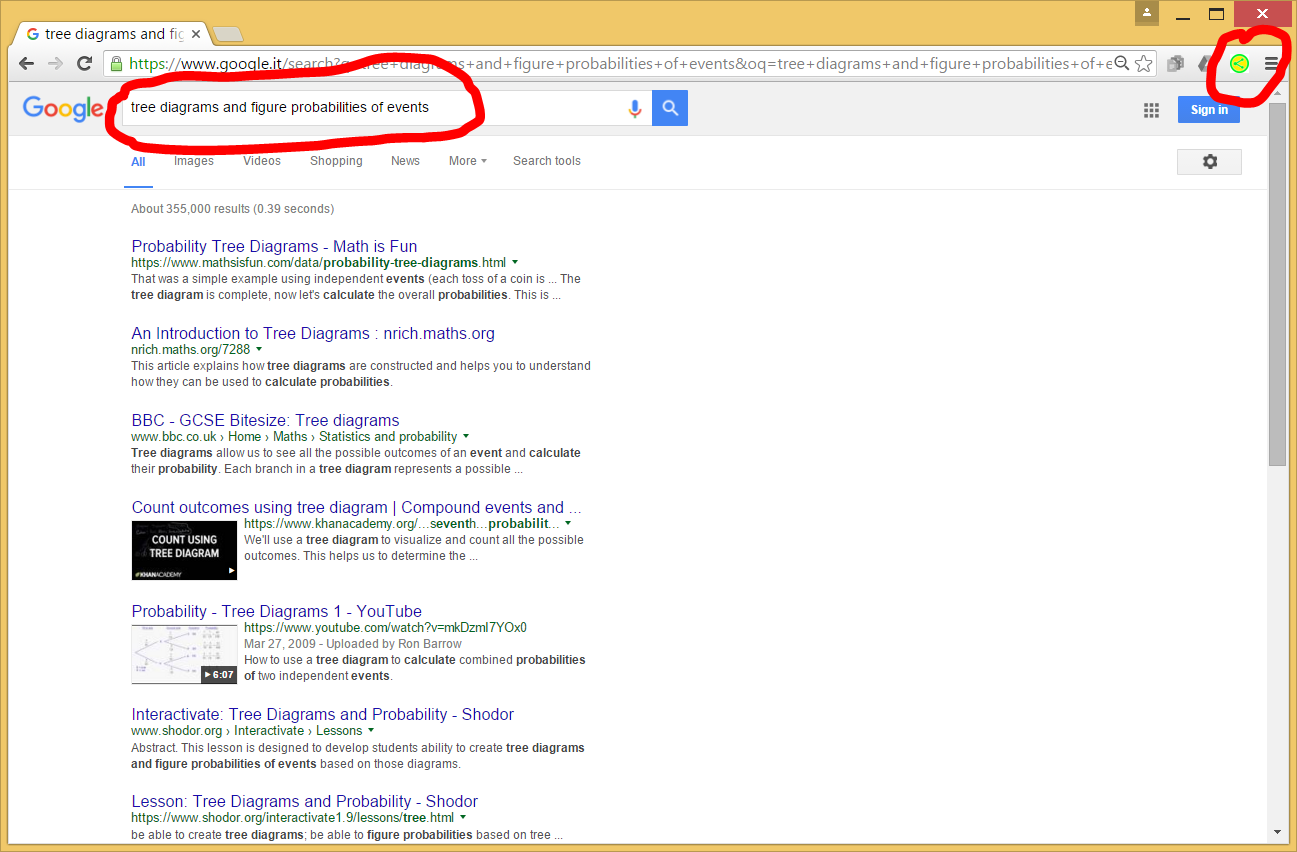 tree diagrams and fig
https://www.google.it/search?q=tree+diagrams+and+figure+probabilities+of+events&oq=tree+diagrams+and+figure+probabilities+of+e
Google
tree diagrams and figure probabilities of events
Sign in
All Images Videos Shopping News More Search tools
About 355,000 results (0.39 seconds)
Probability Tree Diagrams - Math is Fun
https://www.mathsisfun.com/data/probability-tree-diagrams.html
That was a simple example using independent events (each toss of a coin is ... The
tree diagram is complete, now let's calculate the overall probabilities. This is ...
An Introduction to Tree Diagrams : nrich.maths.org
nrich.maths.org/7288
This article explains how tree diagrams are constructed and helps you to understand
how they can be used to calculate probabilities.
BBC - GCSE Bitesize: Tree diagrams
www.bbc.co.uk › Home › Maths › Statistics and probability
Tree diagrams allow us to see all the possible outcomes of an event and calculate
their probability. Each branch in a tree diagram represents a possible ...
Count outcomes using tree diagram | Compound events and ...
https://www.khanacademy.org/...seventh...probabilit...
We'll use a tree diagram to visualize and count all the possible
outcomes. This helps us to determine the ...
COUNT USING
TREE DIAGRAM
#KHANACADEMY
Probability - Tree Diagrams 1 - YouTube
https://www.youtube.com/watch?v=mkDzmI7YOx0
Mar 27, 2009 - Uploaded by Ron Barrow
How to use a tree diagram to calculate combined probabilities
of two independent events.
6:07
Interactivate: Tree Diagrams and Probability - Shodor
www.shodor.org › Interactivate › Lessons
Abstract. This lesson is designed to develop students ability to create tree diagrams
and figure probabilities of events based on those diagrams.
Lesson: Tree Diagrams and Probability - Shodor
https://www.shodor.org/interactivate1.9/lessons/tree.html
be able to create tree diagrams; be able to figure probabilities based on tree ...